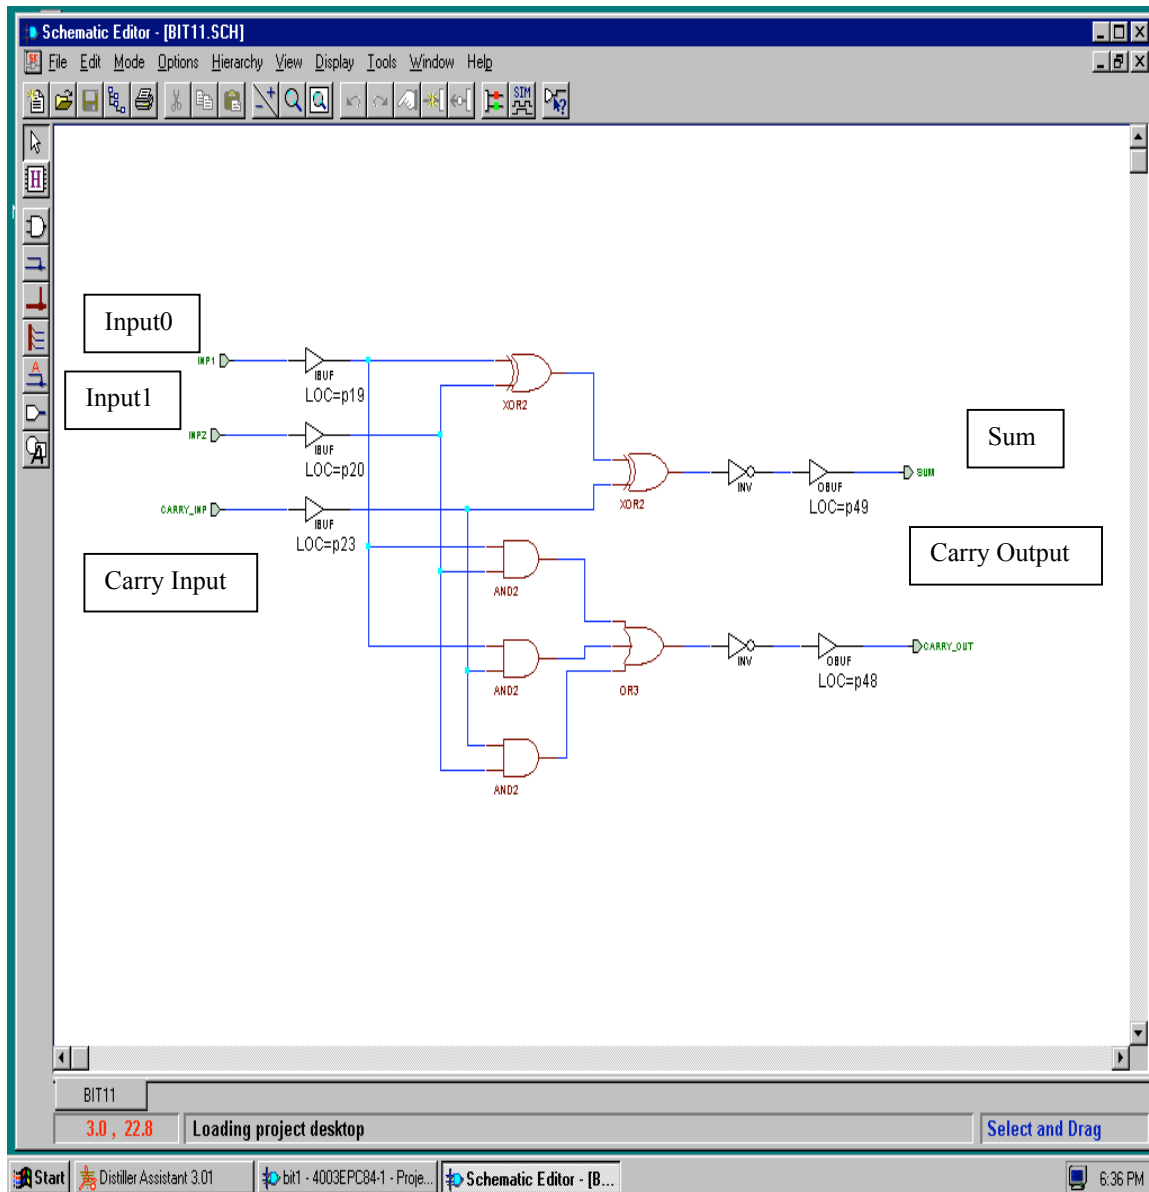 Schematic Editor - [BIT11.SCH]
File Edit Mode Options Hierarchy View Display Tools Window Help
SIM
H
A
A
Input0
INP1
IBUF
LOC=p19
XOR2
Input1
INP2
IBUF
LOC=p20
Sum
XOR2
INV
OBUF
SUM
LOC=p49
CARRY_INP
IBUF
LOC=p23
Carry Output
Carry Input
AND2
CARRY_OUT
INV
OBUF
LOC=p48
AND2
OR3
AND2
BIT11
3.0 , 22.8
Loading project desktop
Select and Drag
Start
Distiller Assistant 3.01
bit1 - 4003EPC84-1 - Proje...
Schematic Editor - [B...
6:36 PM